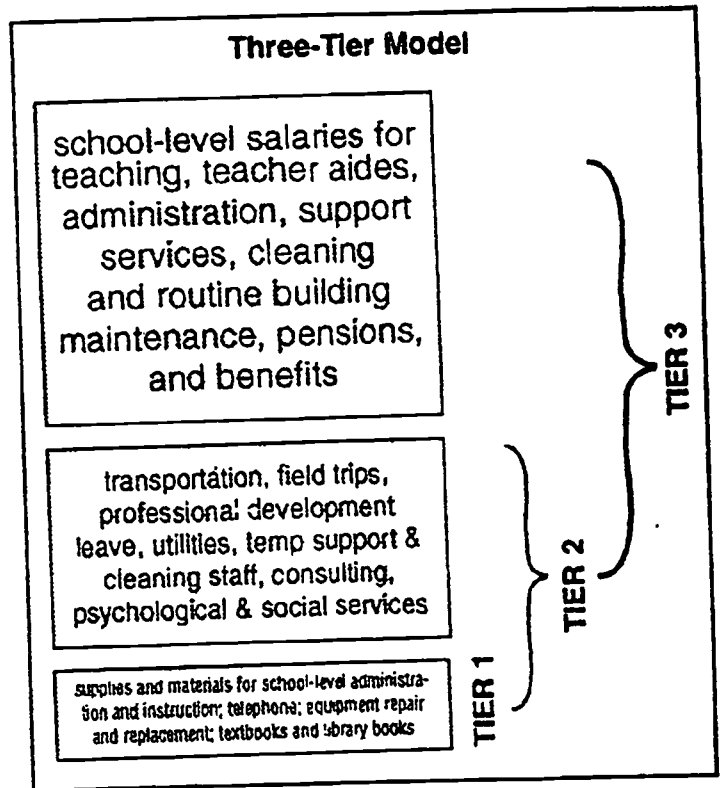 Three-Tier Model
school-level salaries for
teaching, teacher aides,
administration, support
services, cleaning
and routine building
maintenance, pensions,
and benefits
TIER 3
transportation, field trips,
professional development
leave, utilities, temp support &
cleaning staff, consulting,
psychological & social services
TIER 2
supplies and materials for school-level administra-
tion and instruction; telephone; equipment repair
and replacement; textbooks and library books
TIER 1